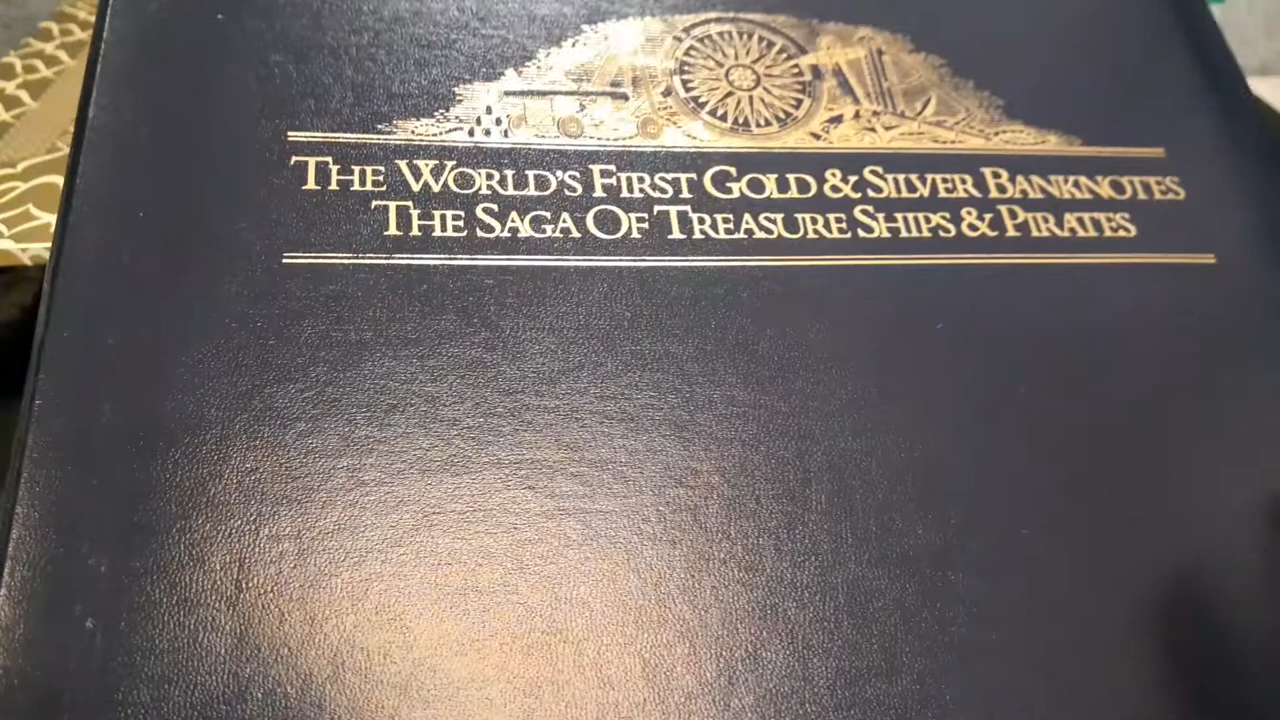 The World's First Gold & Silver Banknotes
The Saga Of Treasure Ships & Pirates